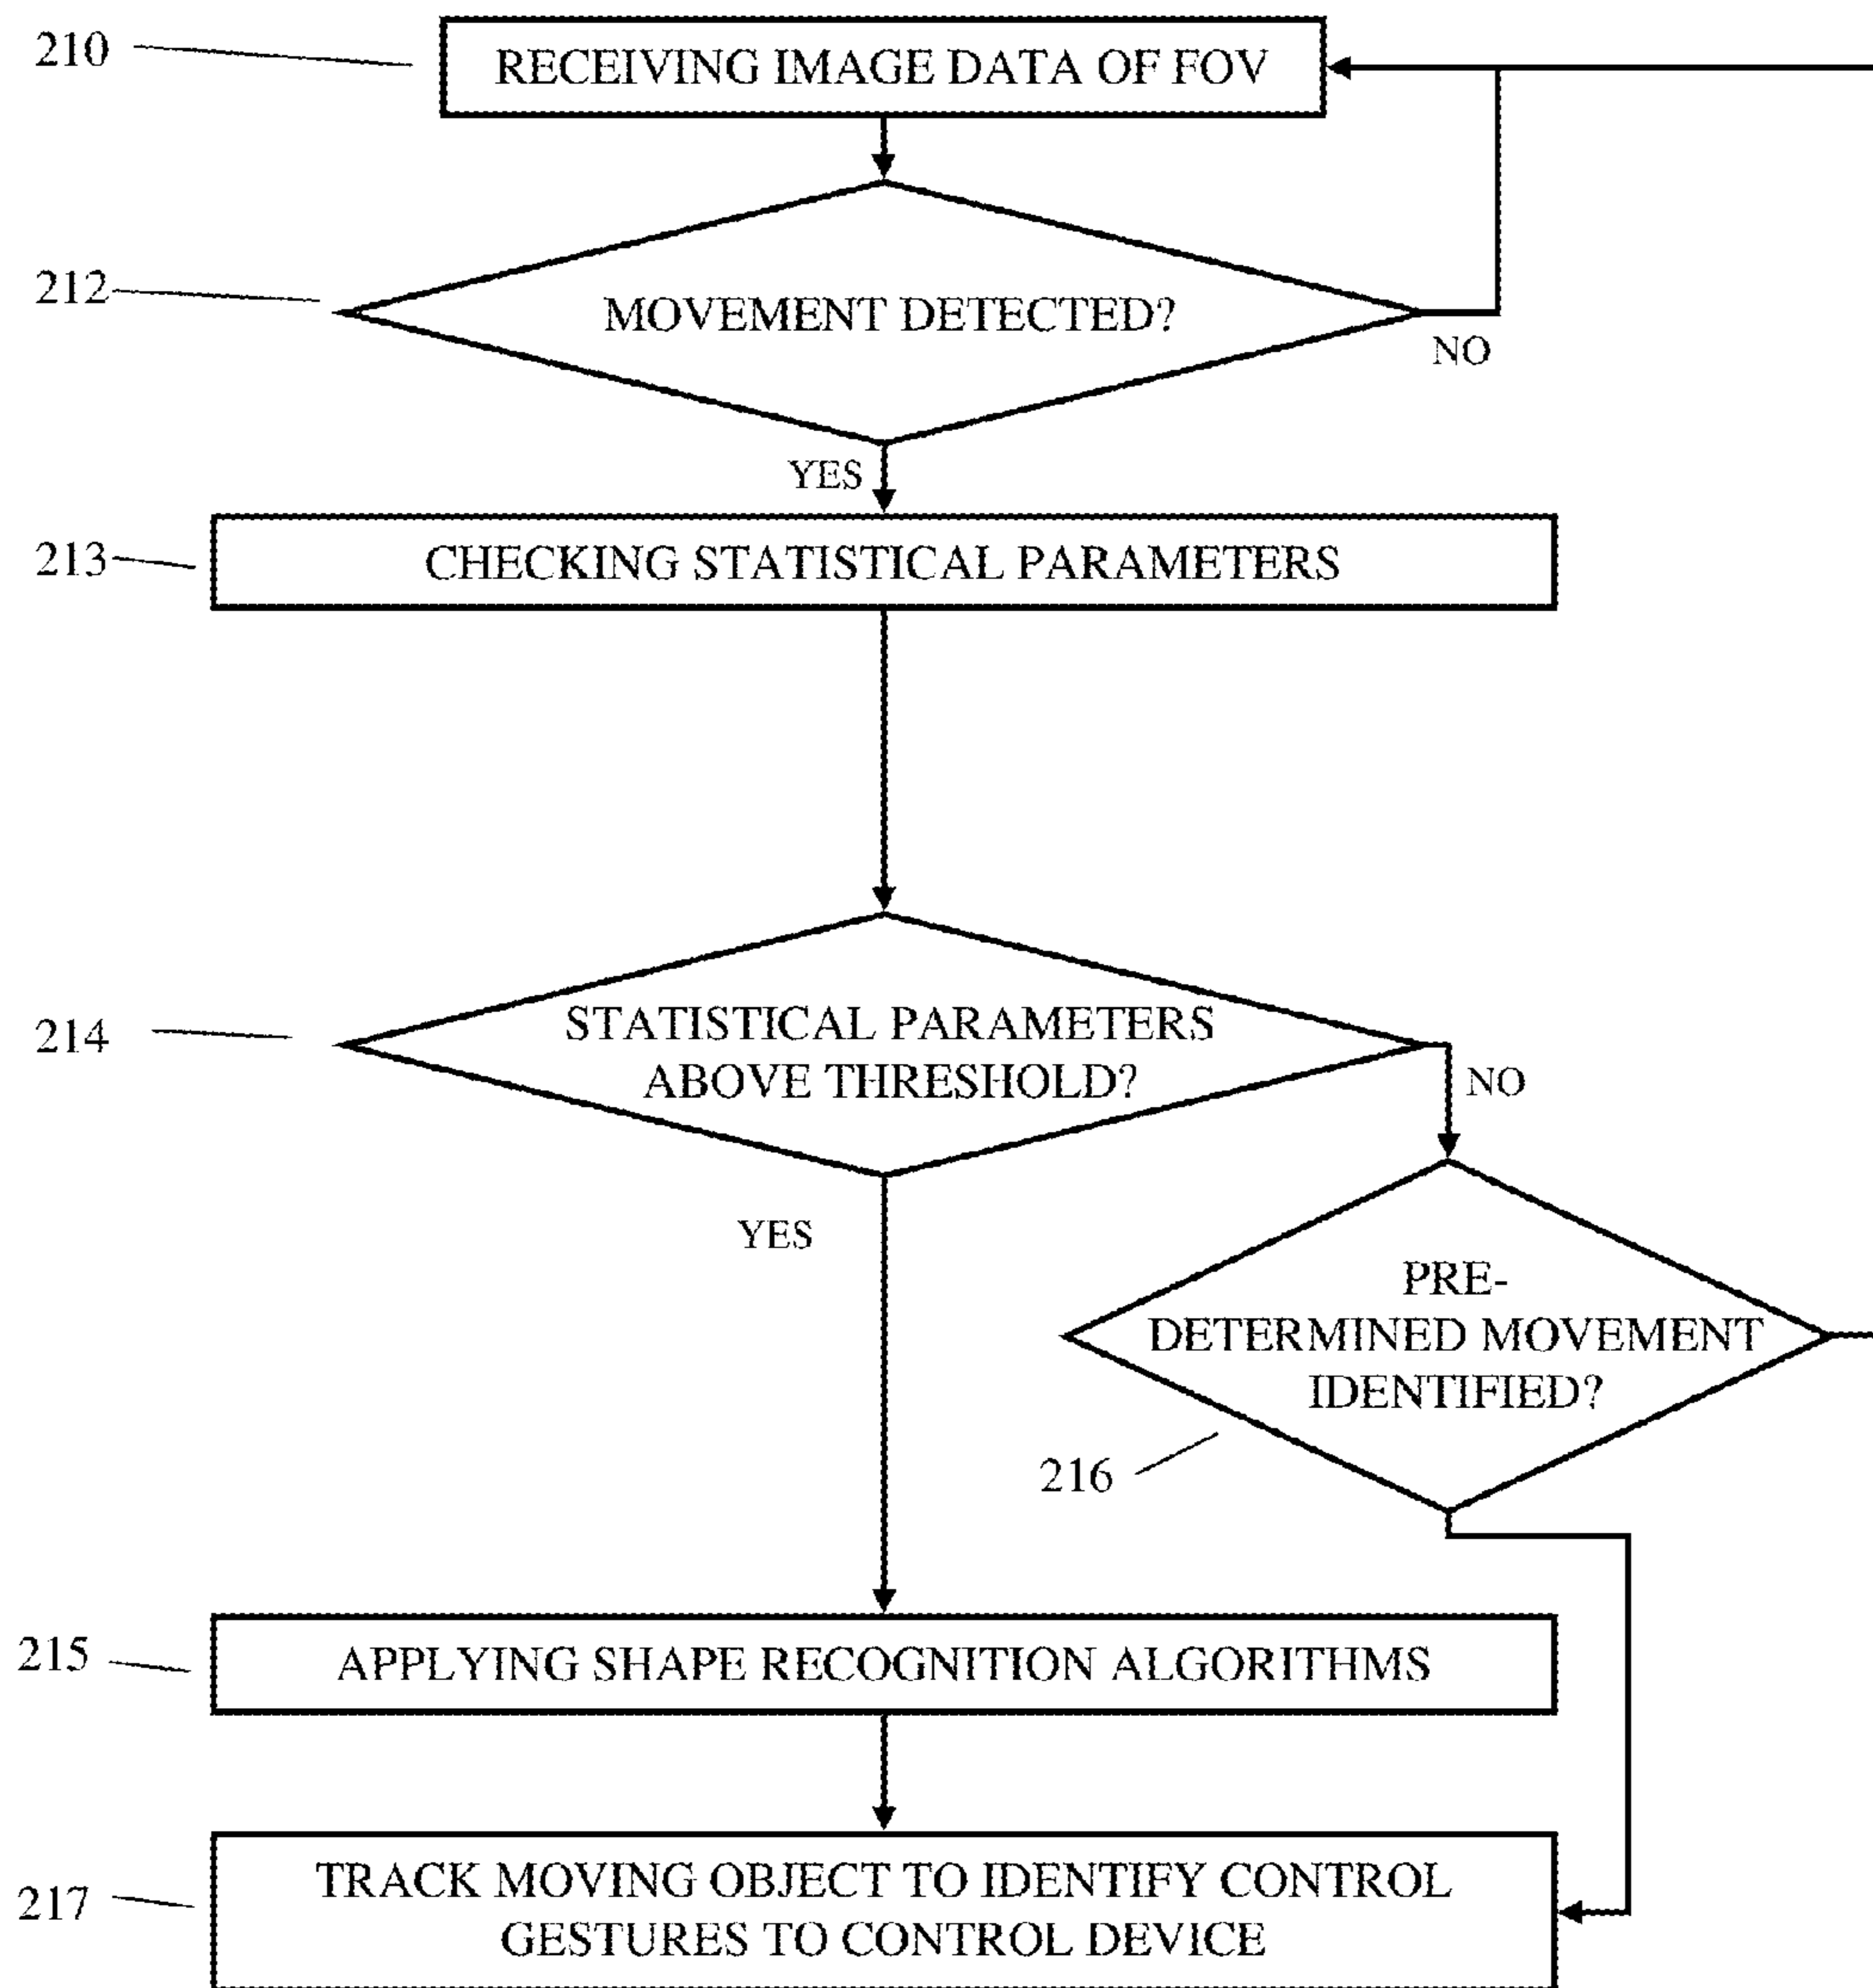 210
RECEIVING IMAGE DATA OF FOV
212
MOVEMENT DETECTED?
NO
YES
213
CHECKING STATISTICAL PARAMETERS
214
STATISTICAL PARAMETERS
ABOVE THRESHOLD?
NO
YES
PRE-
DETERMINED MOVEMENT
IDENTIFIED?
216
215
APPLYING SHAPE RECOGNITION ALGORITHMS
217
TRACK MOVING OBJECT TO IDENTIFY CONTROL
GESTURES TO CONTROL DEVICE